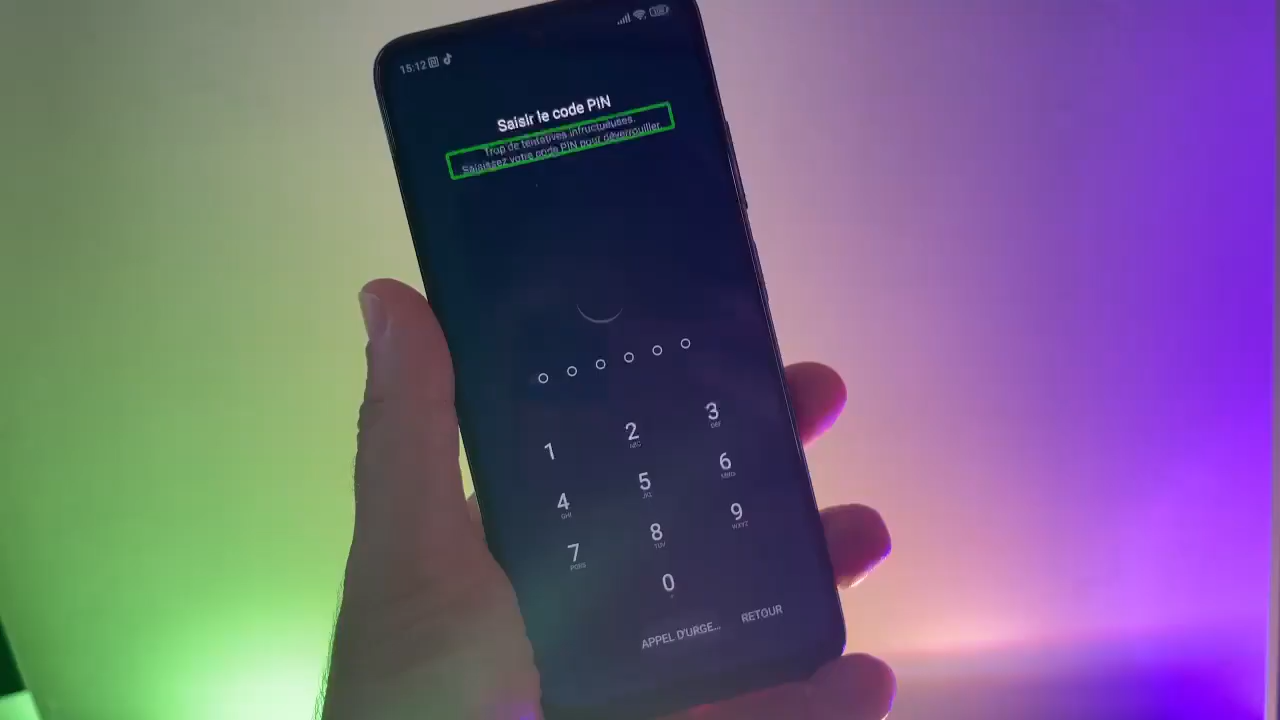 15:12
Saisir le code PIN
Trop de tentatives infructueuses.
Saisissez votre code PIN pour déverrouiller.
1 2 ABC 3 DEF
4 GHI 5 JKL 6 MNO
7 PQRS 8 TUV 9 WXYZ
0
APPEL D'URGE... RETOUR